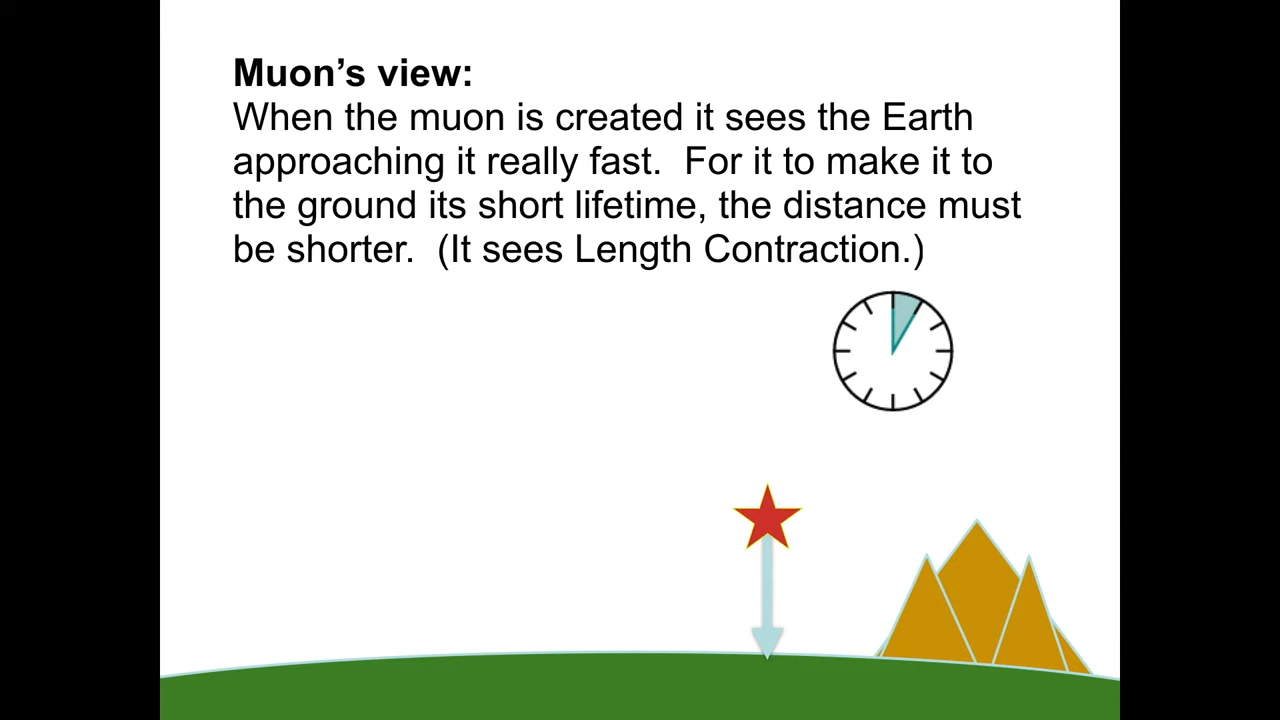 Muon’s view:
When the muon is created it sees the Earth
approaching it really fast.  For it to make it to
the ground its short lifetime, the distance must
be shorter.  (It sees Length Contraction.)